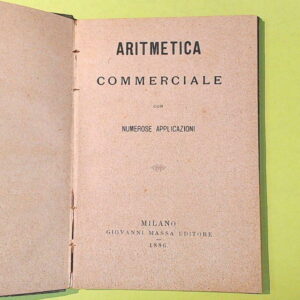 ARITMETICA
COMMERCIALE
CON
NUMEROSE APPLICAZIONI
MILANO
GIOVANNI MASSA EDITORE
1886